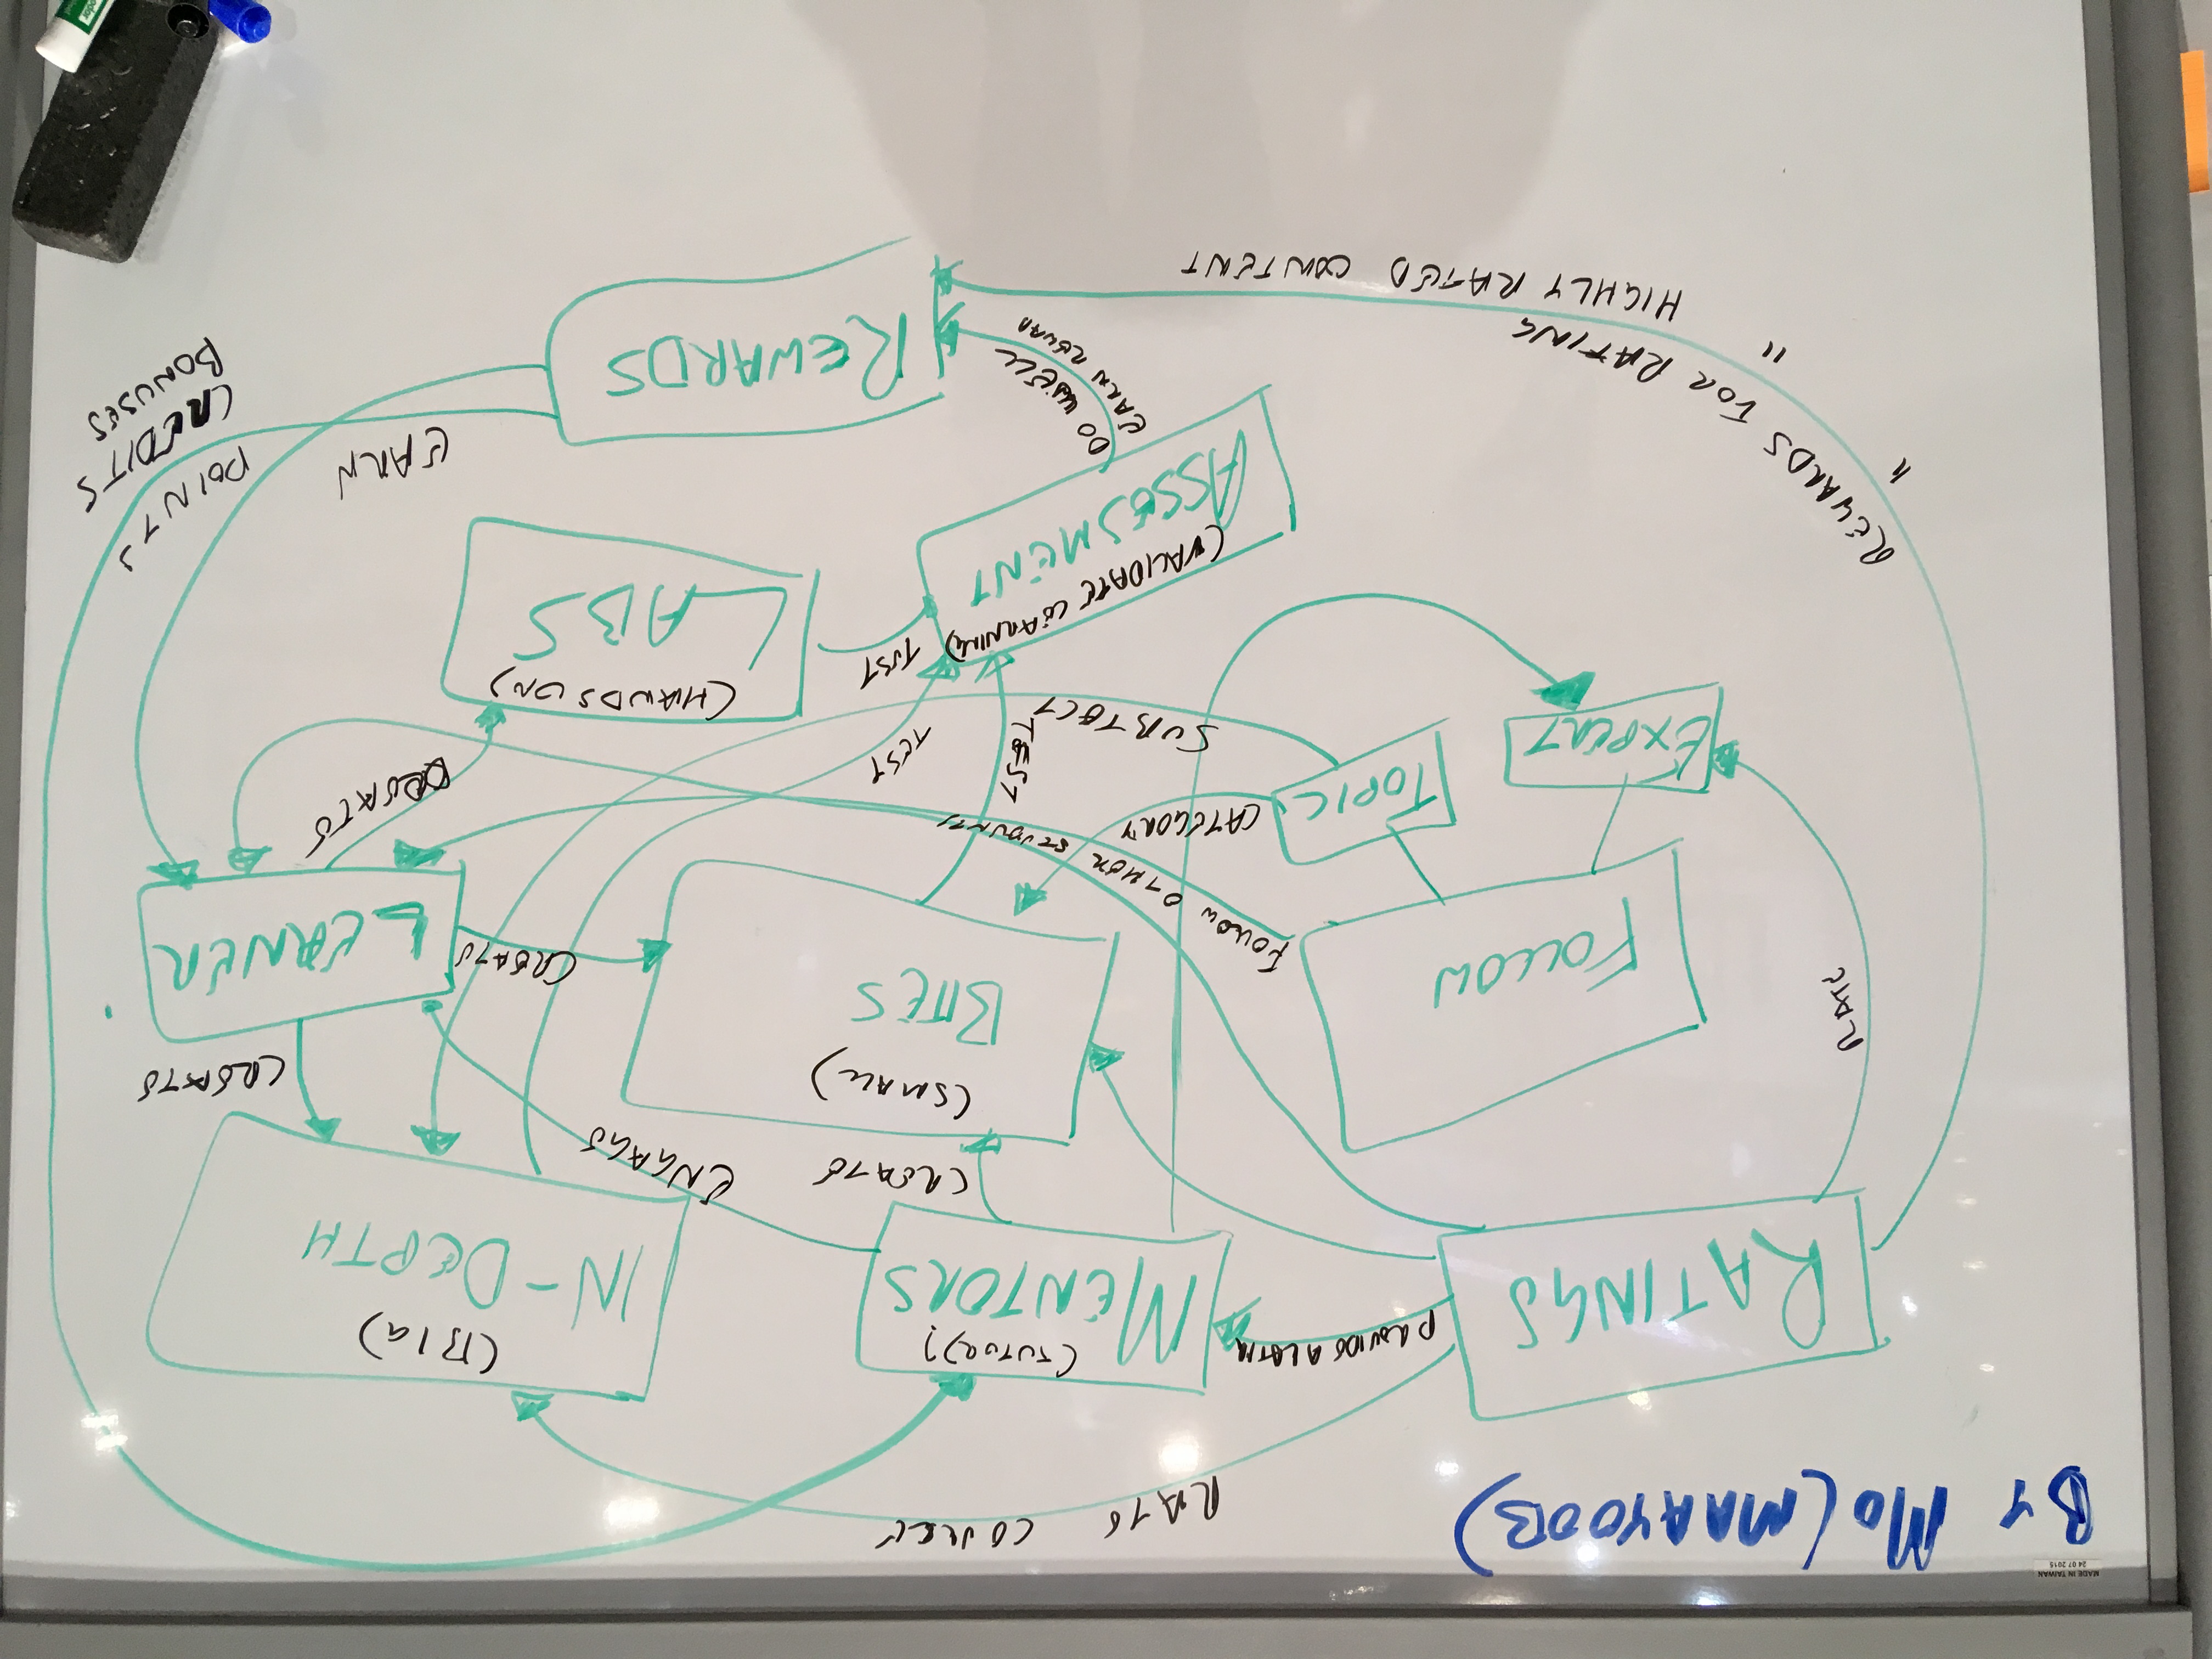 MADE IN TAIWAN
24 07 2015
BY MO (MAAYOOB)
RATE COURCE
RATINGS
PROVIDE A RATIN
(TUTOR)?
MENTORS
(BIG)
IN-DEPTH
CREATE
ENGAGE
RATE
FOLLOW
(SMALL)
BITES
CREATE
CREATE
LEARNER
FOLLOW OTHER STUDENTS
EXPERT
TOPIC
CATEGORY
SUBJECT
TEST
TEST
CREATE
(HANDS ON)
LABS
TEST
(VALIDATE LEARNING)
ASSESMENT
DO WELL
EARN REWAD
REWARDS
EARN
POINTS
CREDITS
BONUSES
REWARDS FOR RATING
" " HIGHLY RATED CONTENT